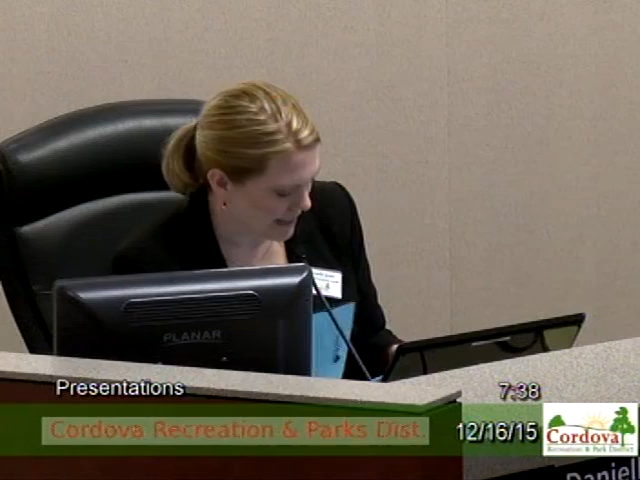 PLANAR
Presentations
7:38
Cordova Recreation & Parks Dist.
12/16/15
Cordova
Recreation & Park District
Daniel